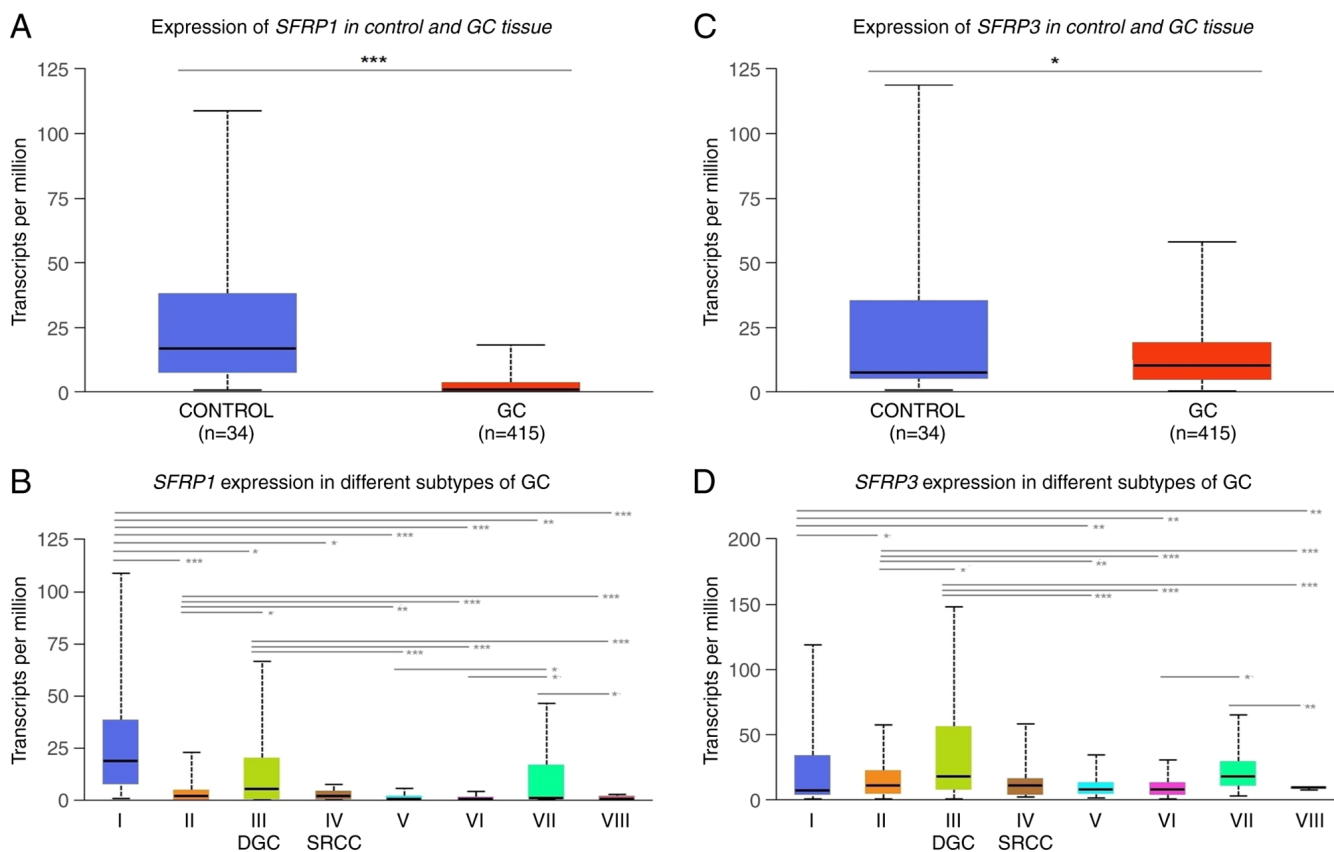 A
Expression of SFRP1 in control and GC tissue
Transcripts per million
125
100
75
50
25
0
***
CONTROL
(n=34)
GC
(n=415)
C
Expression of SFRP3 in control and GC tissue
Transcripts per million
125
100
75
50
25
0
*
CONTROL
(n=34)
GC
(n=415)
B
SFRP1 expression in different subtypes of GC
Transcripts per million
125
100
75
50
25
0
***
**
***
***
*
*
***
***
***
**
*
***
***
***
*
*
*
I
II
III
IV
V
VI
VII
VIII
DGC
SRCC
D
SFRP3 expression in different subtypes of GC
Transcripts per million
200
150
100
50
0
**
**
**
*
***
***
**
*
***
***
***
*
**
I
II
III
IV
V
VI
VII
VIII
DGC
SRCC